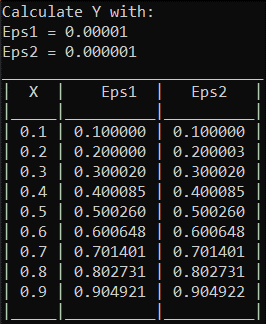 Calculate Y with:
Eps1 = 0.00001
Eps2 = 0.000001
| X | Eps1 | Eps2 |
| 0.1 | 0.100000 | 0.100000 |
| 0.2 | 0.200000 | 0.200003 |
| 0.3 | 0.300020 | 0.300020 |
| 0.4 | 0.400085 | 0.400085 |
| 0.5 | 0.500260 | 0.500260 |
| 0.6 | 0.600648 | 0.600648 |
| 0.7 | 0.701401 | 0.701401 |
| 0.8 | 0.802731 | 0.802731 |
| 0.9 | 0.904921 | 0.904922 |